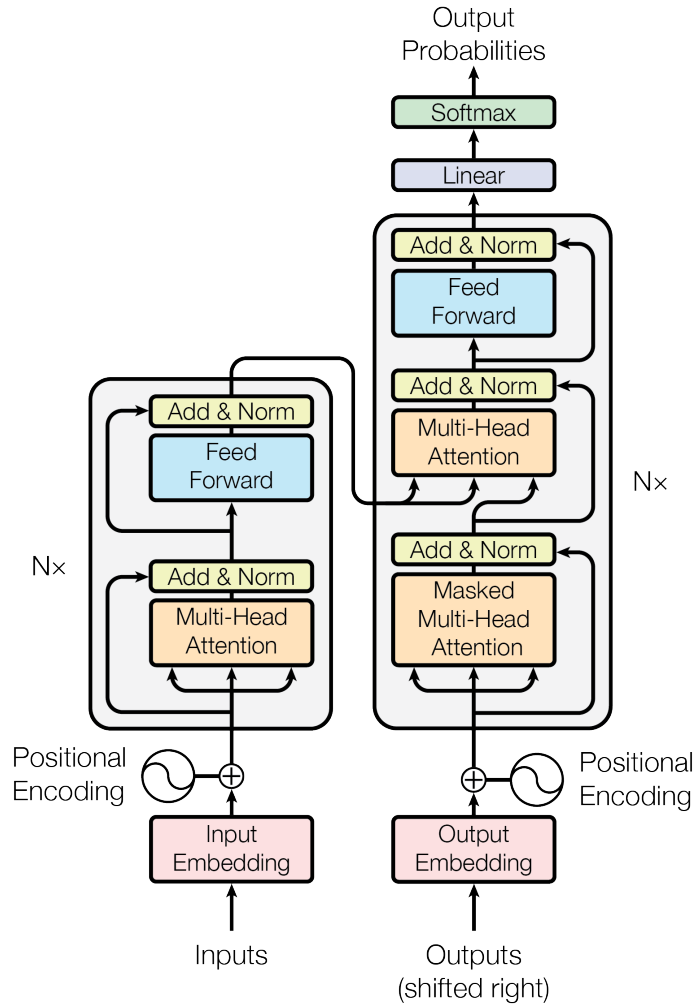 Output
Probabilities
Softmax
Linear
Add & Norm
Feed
Forward
Add & Norm
Multi-Head
Attention
Add & Norm
Masked
Multi-Head
Attention
N×
Add & Norm
Feed
Forward
Add & Norm
Multi-Head
Attention
N×
Positional
Encoding
+
+
Positional
Encoding
Input
Embedding
Output
Embedding
Inputs
Outputs
(shifted right)